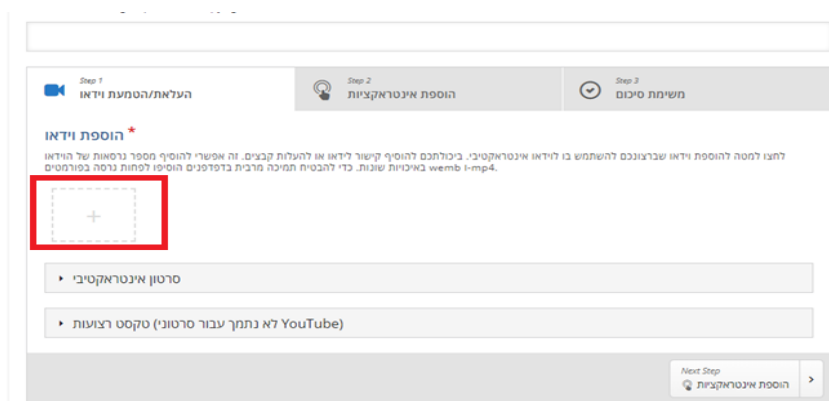 Step 1
העלאת/הטמעת וידאו
Step 2
הוספת אינטראקציות
Step 3
משימת סיכום
הוספת וידאו *
לחצו למטה להוספת וידאו שברצונכם להשתמש בו לוידאו אינטראקטיבי. ביכולתכם להוסיף קישור לידאו או להעלות קבצים. זה אפשרי להוסיף מספר גרסאות של הוידאו
באיכויות שונות. כדי להבטיח תמיכה מרבית בדפדפנים הוסיפו לפחות גרסה בפורמטים wemb ו-mp4.
+
סרטון אינטראקטיבי
טקסט רצועות (לא נתמך עבור סרטוני YouTube)
Next Step
הוספת אינטראקציות